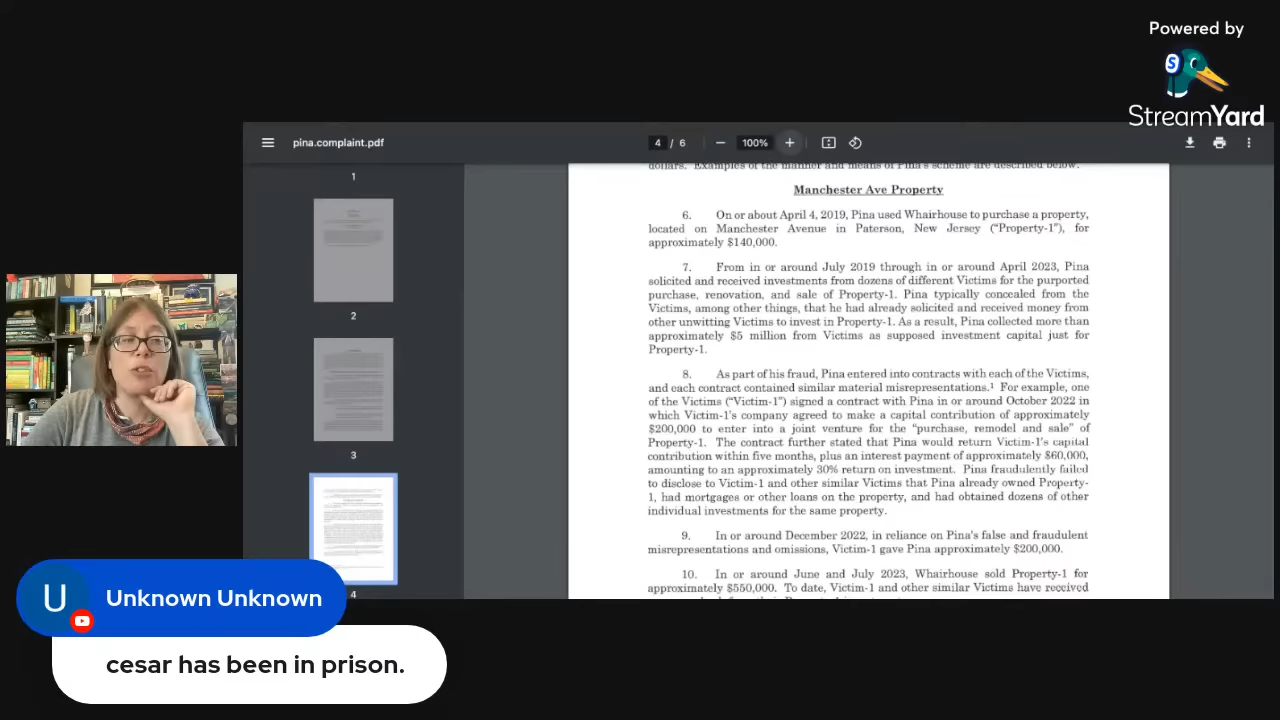 Powered by
StreamYard
pina.complaint.pdf
4 / 6
100%
1
2
3
4
dollars. Examples of the manner and means of Pina's scheme are described below.
Manchester Ave Property
6. On or about April 4, 2019, Pina used Whairhouse to purchase a property,
located on Manchester Avenue in Paterson, New Jersey (“Property-1”), for
approximately $140,000.
7. From in or around July 2019 through in or around April 2023, Pina
solicited and received investments from dozens of different Victims for the purported
purchase, renovation, and sale of Property-1. Pina typically concealed from the
Victims, among other things, that he had already solicited and received money from
other unwitting Victims to invest in Property-1. As a result, Pina collected more than
approximately $5 million from Victims as supposed investment capital just for
Property-1.
8. As part of his fraud, Pina entered into contracts with each of the Victims,
and each contract contained similar material misrepresentations.¹ For example, one
of the Victims (“Victim-1”) signed a contract with Pina in or around October 2022 in
which Victim-1's company agreed to make a capital contribution of approximately
$200,000 to enter into a joint venture for the “purchase, remodel and sale” of
Property-1. The contract further stated that Pina would return Victim-1's capital
contribution within five months, plus an interest payment of approximately $60,000,
amounting to an approximately 30% return on investment. Pina fraudulently failed
to disclose to Victim-1 and other similar Victims that Pina already owned Property-
1, had mortgages or other loans on the property, and had obtained dozens of other
individual investments for the same property.
9. In or around December 2022, in reliance on Pina's false and fraudulent
misrepresentations and omissions, Victim-1 gave Pina approximately $200,000.
10. In or around June and July 2023, Whairhouse sold Property-1 for
approximately $550,000. To date, Victim-1 and other similar Victims have received
U
Unknown Unknown
cesar has been in prison.